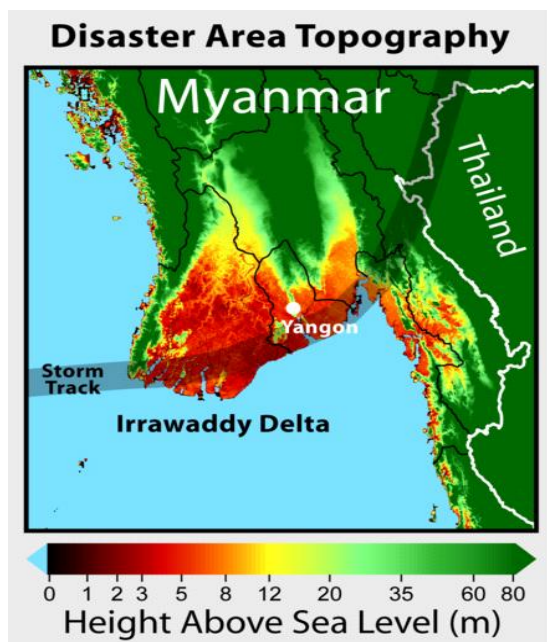 Disaster Area Topography
Myanmar
Thailand
Yangon
Storm
Track
Irrawaddy Delta
0 1 2 3 5 8 12 20 35 60 80
Height Above Sea Level (m)